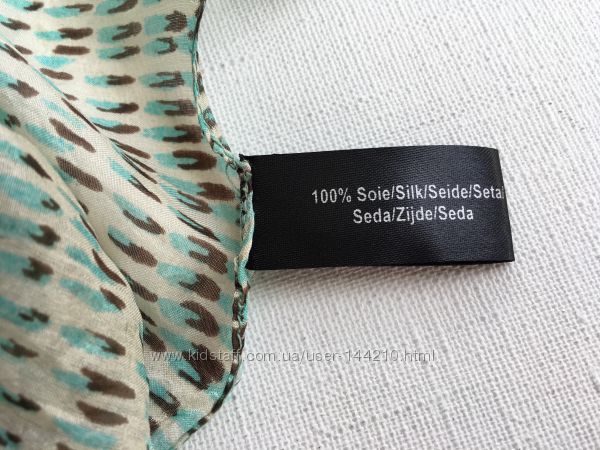 100% Soie/Silk/Seide/Seta/
Seda/Zijde/Seda
www.kidstaff.com.ua/user-144210.html